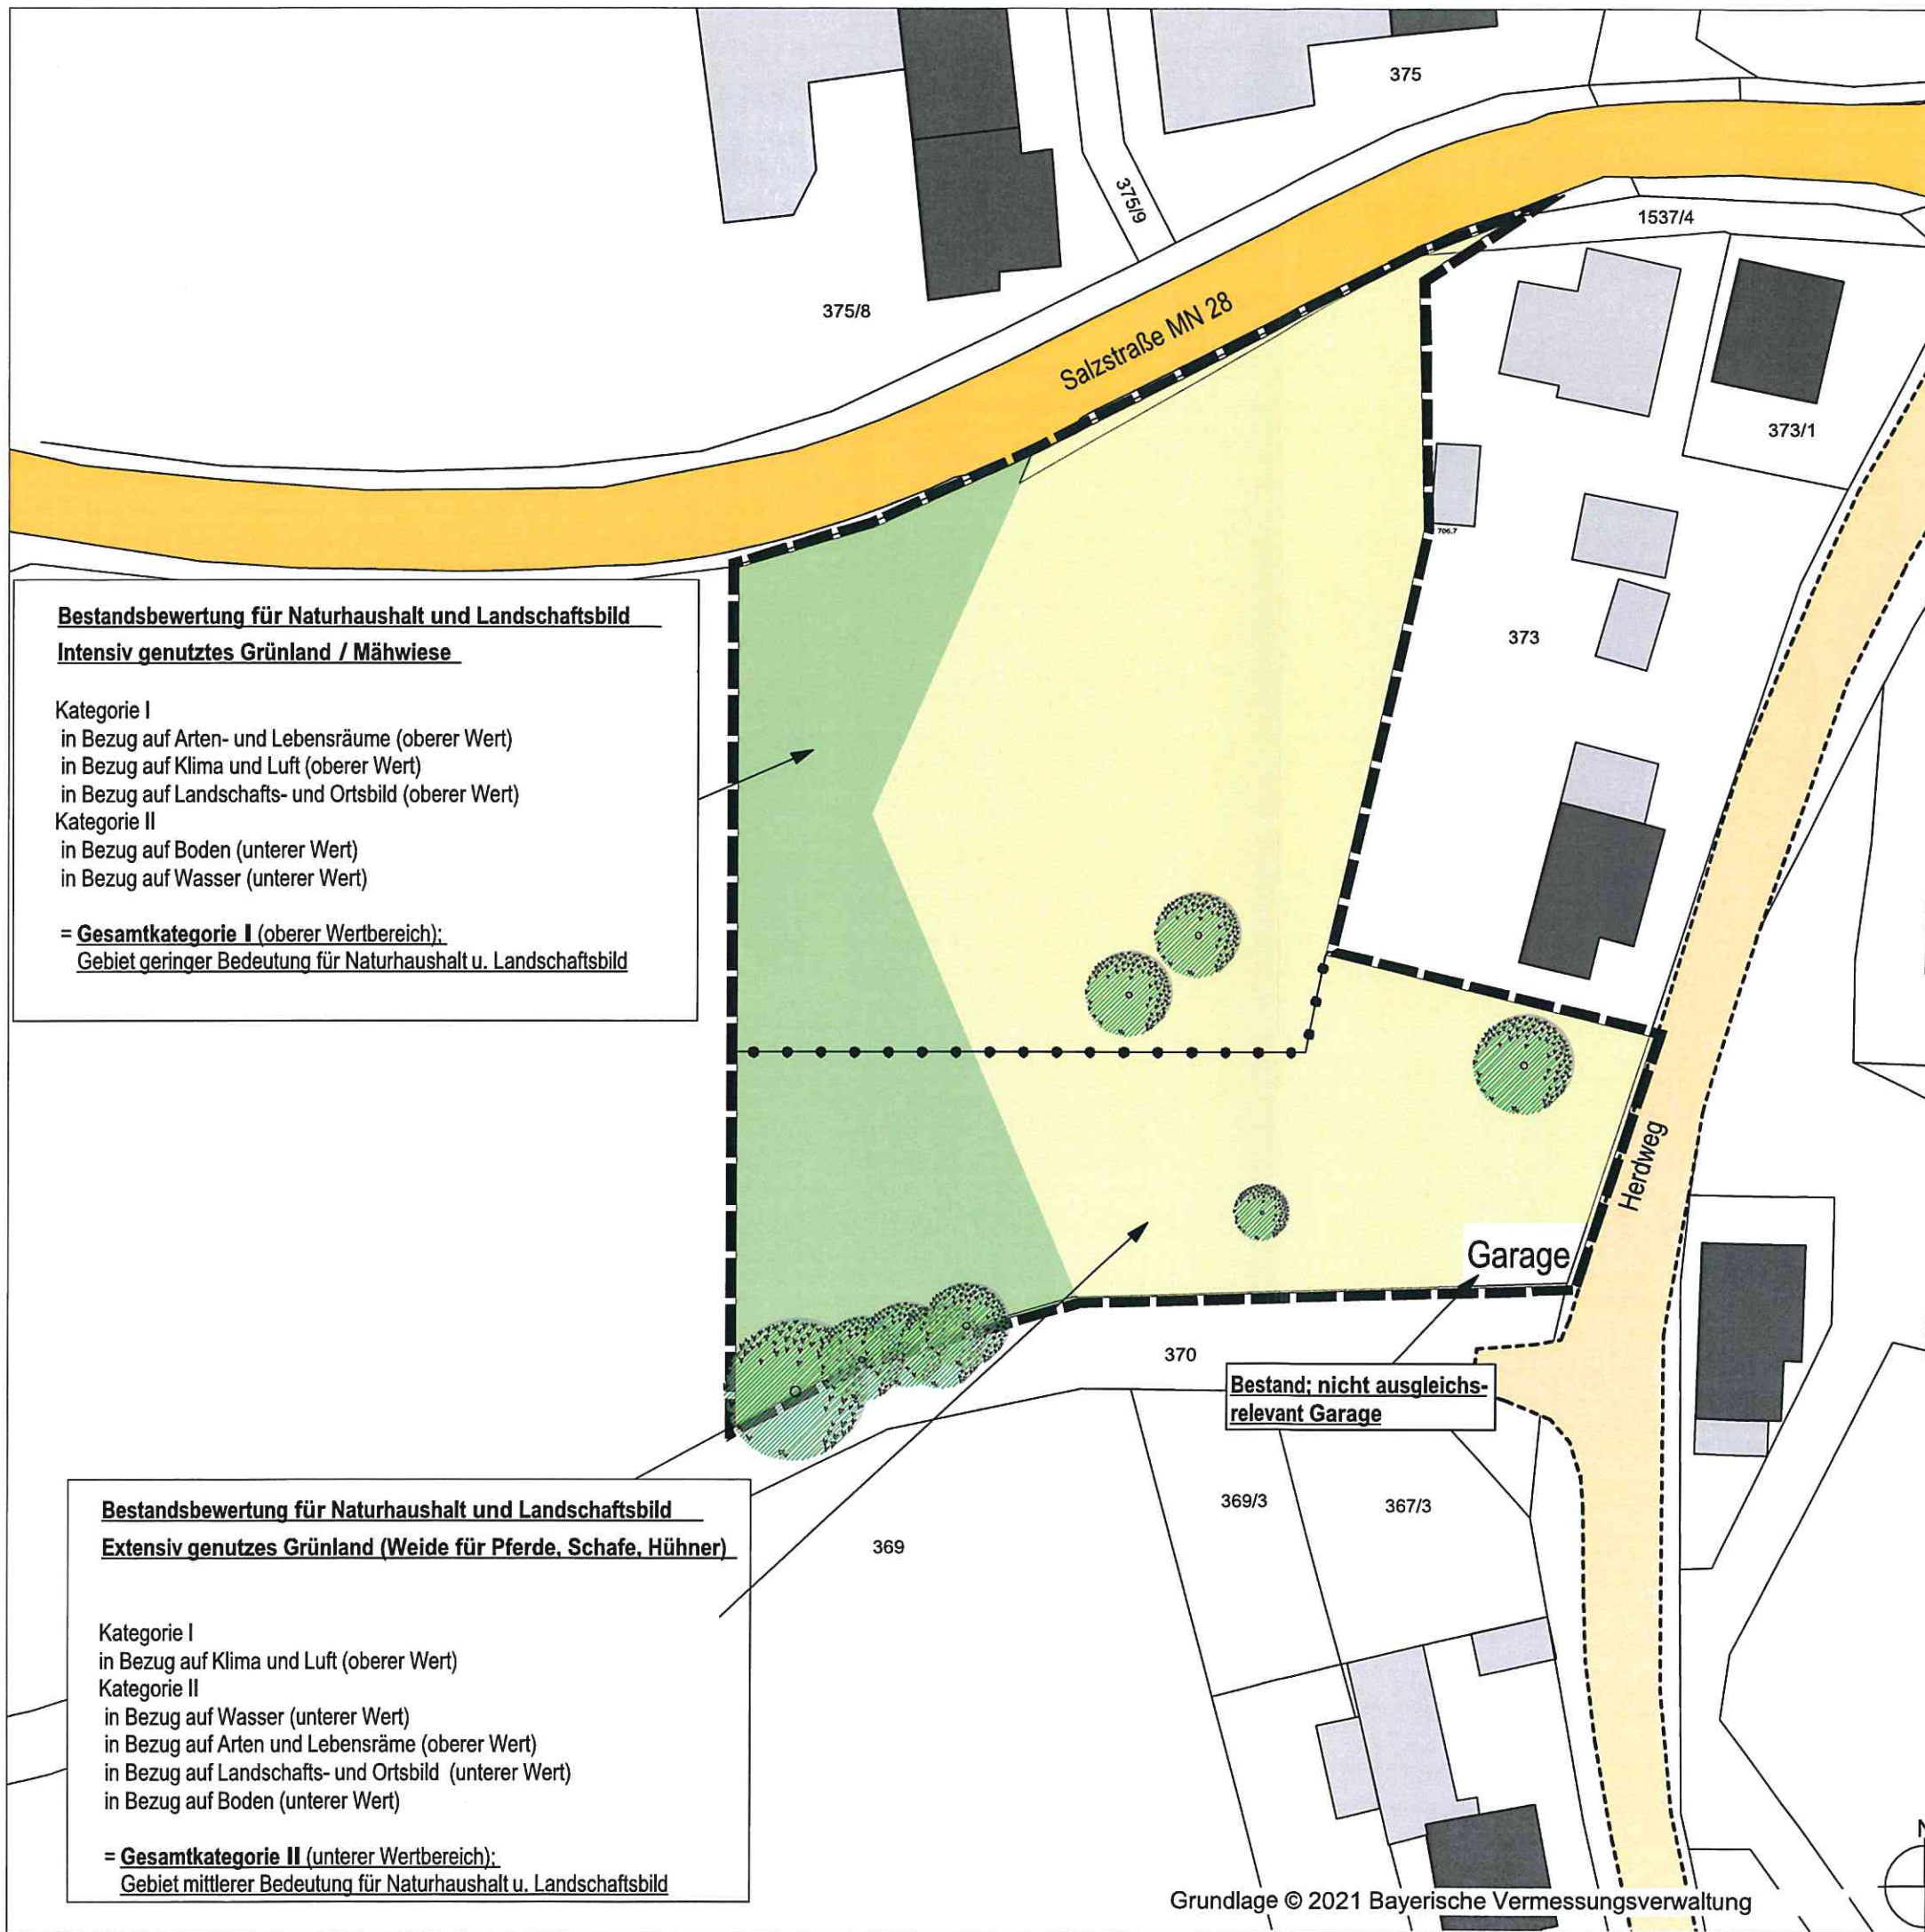 375
375/9
1537/4
375/8
Salzstraße MN 28
373/1
706.7
Bestandsbewertung für Naturhaushalt und Landschaftsbild
Intensiv genutztes Grünland / Mähwiese
Kategorie I
in Bezug auf Arten- und Lebensräume (oberer Wert)
in Bezug auf Klima und Luft (oberer Wert)
in Bezug auf Landschafts- und Ortsbild (oberer Wert)
Kategorie II
in Bezug auf Boden (unterer Wert)
in Bezug auf Wasser (unterer Wert)
= Gesamtkategorie I (oberer Wertbereich);
Gebiet geringer Bedeutung für Naturhaushalt u. Landschaftsbild
373
Herdweg
Garage
370
Bestand; nicht ausgleichs-
relevant Garage
369/3
367/3
369
Bestandsbewertung für Naturhaushalt und Landschaftsbild
Extensiv genutzes Grünland (Weide für Pferde, Schafe, Hühner)
Kategorie I
in Bezug auf Klima und Luft (oberer Wert)
Kategorie II
in Bezug auf Wasser (unterer Wert)
in Bezug auf Arten und Lebensräme (oberer Wert)
in Bezug auf Landschafts- und Ortsbild (unterer Wert)
in Bezug auf Boden (unterer Wert)
= Gesamtkategorie II (unterer Wertbereich);
Gebiet mittlerer Bedeutung für Naturhaushalt u. Landschaftsbild
N
Grundlage © 2021 Bayerische Vermessungsverwaltung